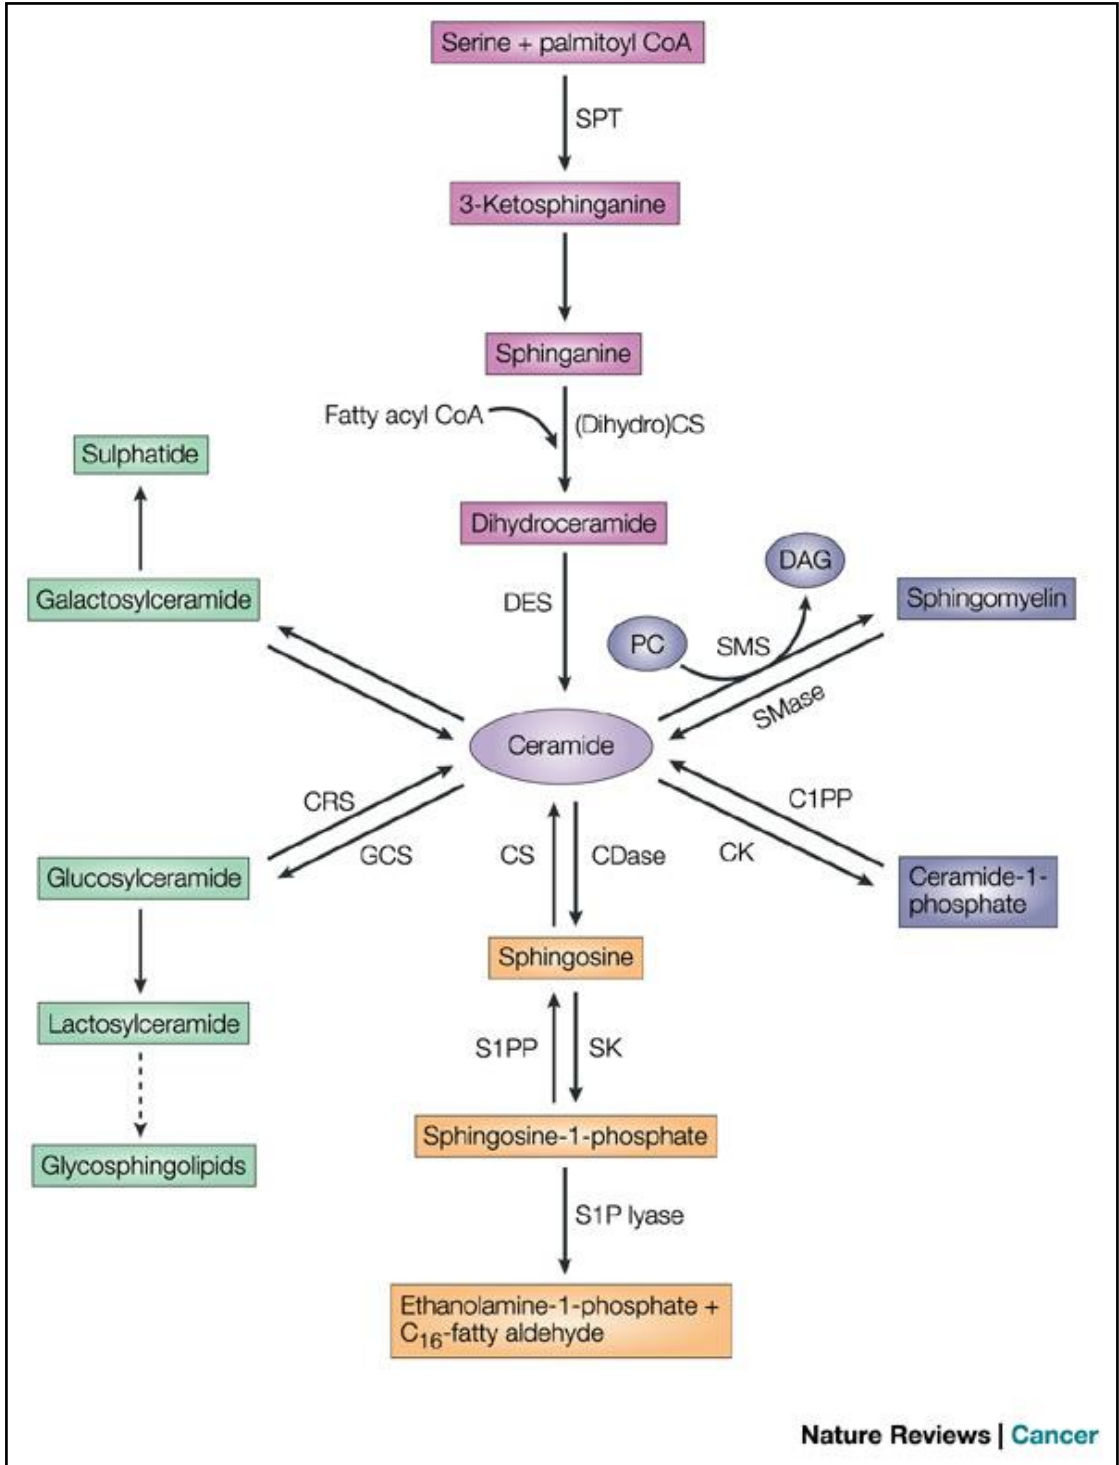 Serine + palmitoyl CoA
SPT
3-Ketosphinganine
Sphinganine
Fatty acyl CoA
(Dihydro)CS
Sulphatide
Dihydroceramide
DAG
Galactosylceramide
DES
PC
SMS
Sphingomyelin
SMase
Ceramide
CRS
GCS
CS
CDase
C1PP
CK
Glucosylceramide
Ceramide-1-
phosphate
Sphingosine
Lactosylceramide
S1PP
SK
Sphingosine-1-phosphate
Glycosphingolipids
S1P lyase
Ethanolamine-1-phosphate +
C16-fatty aldehyde
Nature Reviews | Cancer